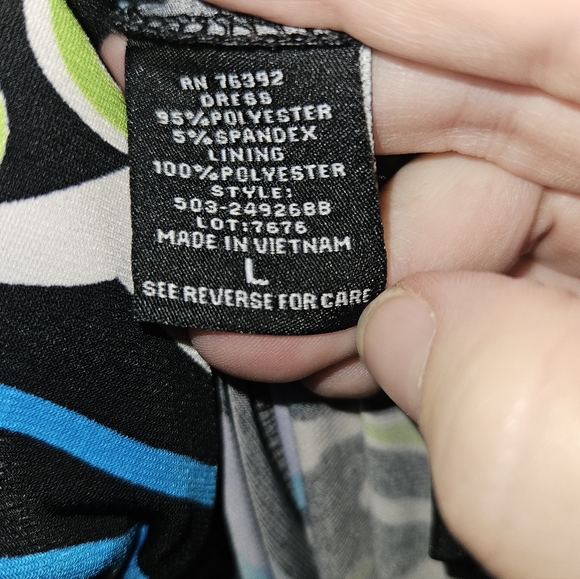 RN 76392
DRESS
95%POLYESTER
5%SPANDEX
LINING
100%POLYESTER
STYLE:
503-249268B
LOT:7676
MADE IN VIETNAM
L
SEE REVERSE FOR CARE